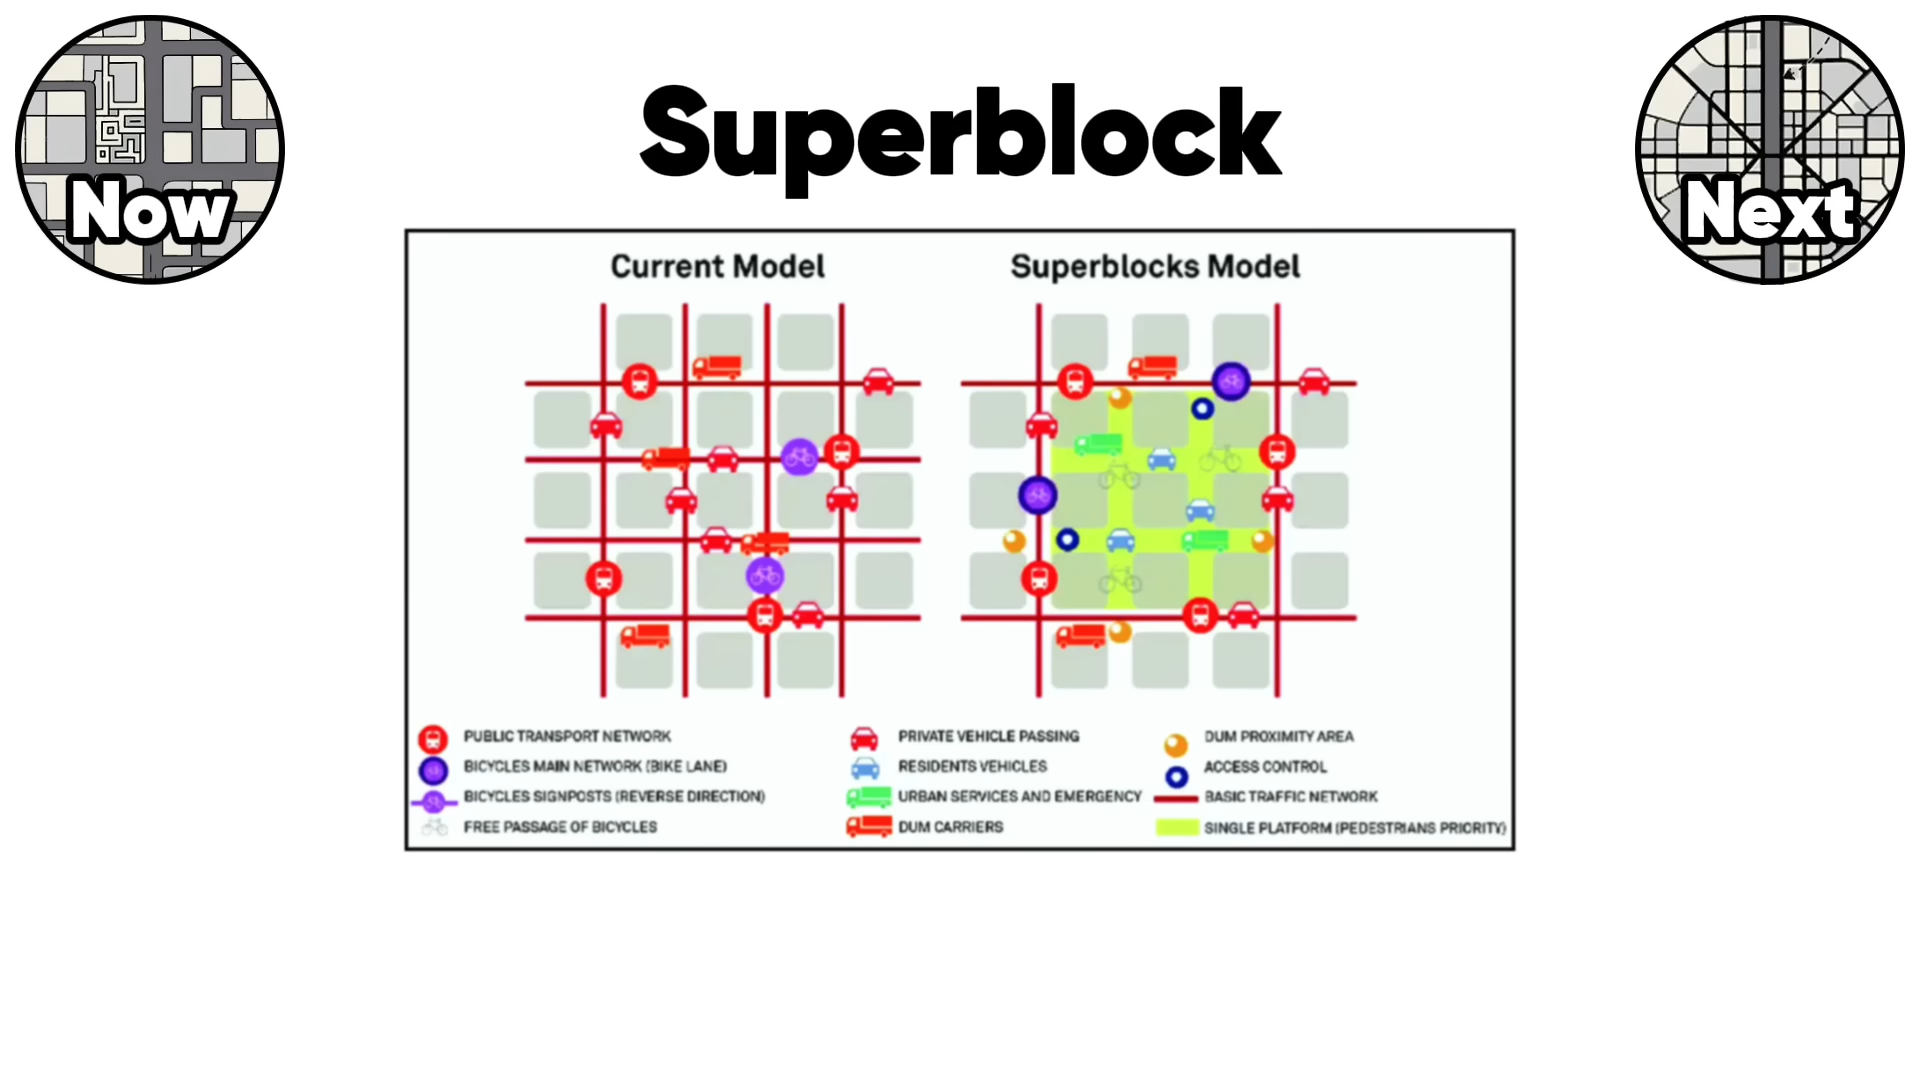 Now
Superblock
Next
Current Model
Superblocks Model
PUBLIC TRANSPORT NETWORK
BICYCLES MAIN NETWORK (BIKE LANE)
BICYCLES SIGNPOSTS (REVERSE DIRECTION)
FREE PASSAGE OF BICYCLES
PRIVATE VEHICLE PASSING
RESIDENTS VEHICLES
URBAN SERVICES AND EMERGENCY
DUM CARRIERS
DUM PROXIMITY AREA
ACCESS CONTROL
BASIC TRAFFIC NETWORK
SINGLE PLATFORM (PEDESTRIANS PRIORITY)